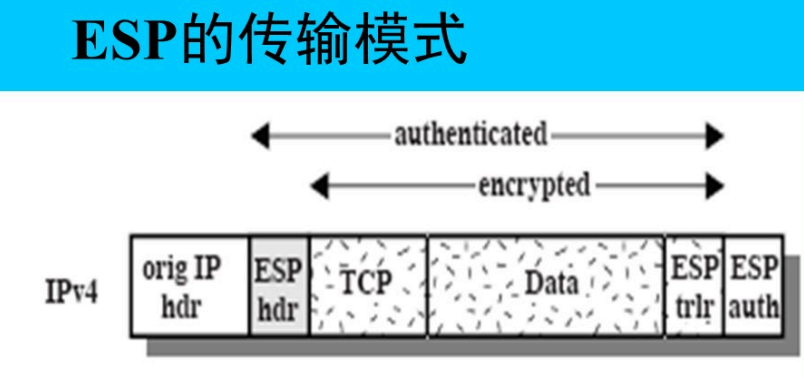 ESP的传输模式
authenticated
encrypted
IPv4
orig IP
hdr
ESP
hdr
TCP
Data
ESP
trlr
ESP
auth